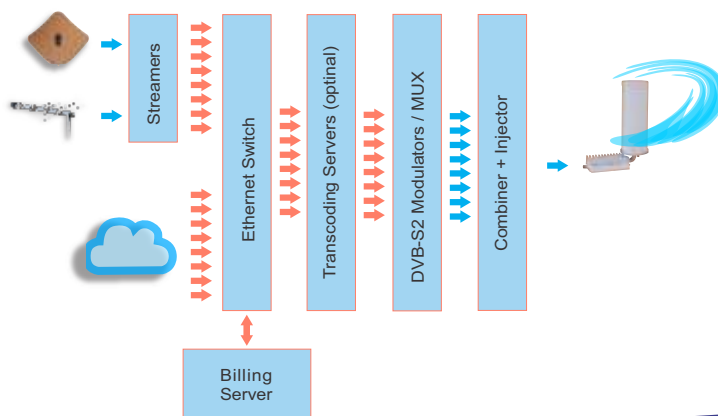 Streamers
Ethernet Switch
Transcoding Servers (optinal)
DVB-S2 Modulators / MUX
Combiner + Injector
Billing
Server